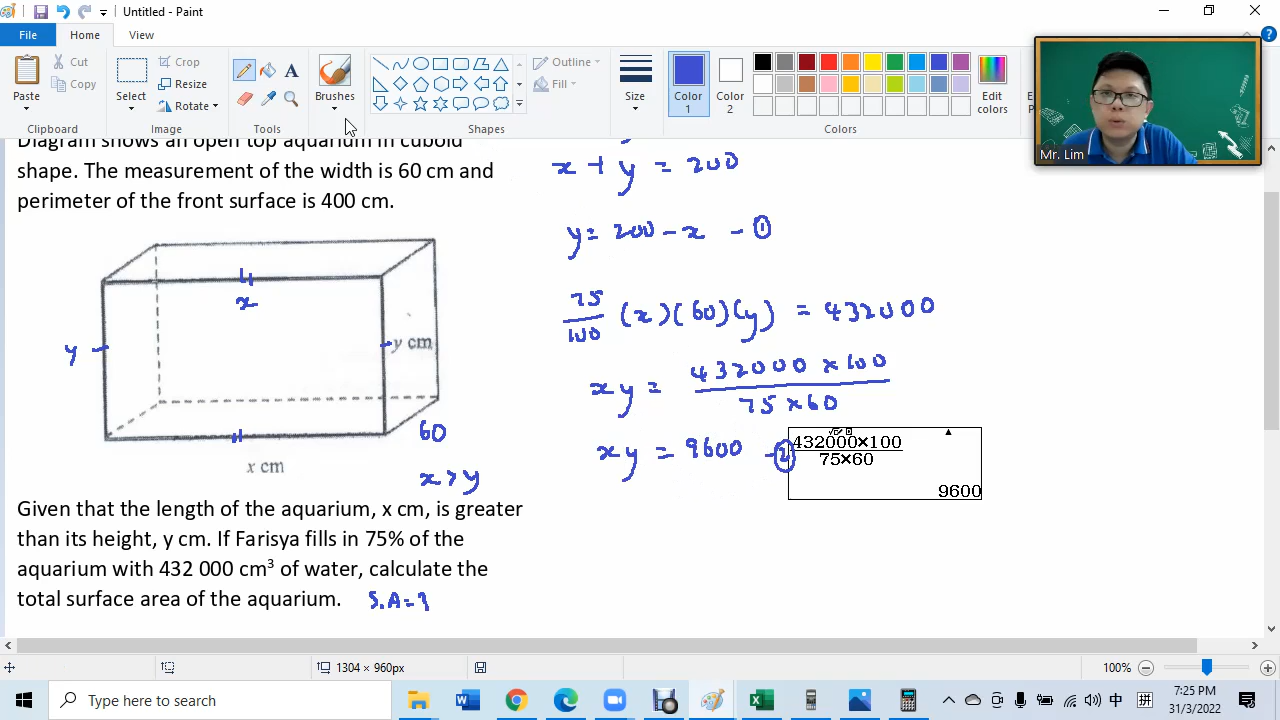 Untitled - Paint
File Home View
Paste Cut Copy Clipboard
Select Crop Resize Rotate Image
Tools
Brushes
Outline Fill Shapes
Size
Color 1 Color 2 Edit colors Colors
Mr. Lim
Diagram shows an open top aquarium in cuboid
shape. The measurement of the width is 60 cm and
perimeter of the front surface is 400 cm.
x
y
y cm
60
x cm
x > y
Given that the length of the aquarium, x cm, is greater
than its height, y cm. If Farisya fills in 75% of the
aquarium with 432 000 cm³ of water, calculate the
total surface area of the aquarium. S.A=?
x + y = 200
y = 200 - x - ①
75/100 (x)(60)(y) = 432000
xy = 432000 × 100 / 75 × 60
xy = 9600 - ②
432000×100
75×60
9600
1304 × 960px
100%
Type here to search
中 拼
7:25 PM
31/3/2022